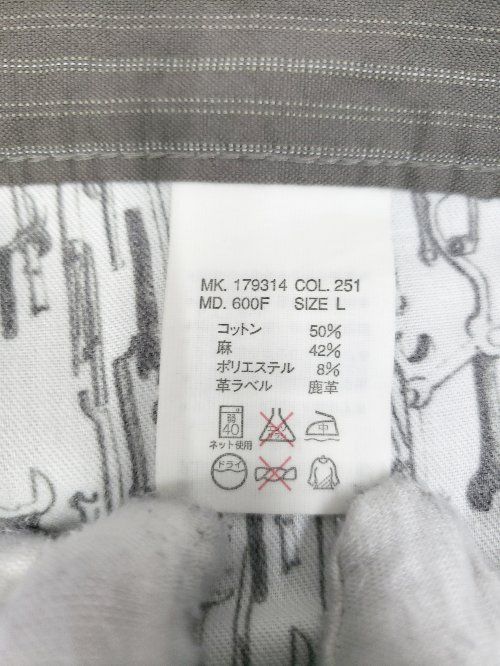 MK. 179314 COL. 251
MD. 600F SIZE L
コットン 50%
麻 42%
ポリエステル 8%
革ラベル 鹿革
弱 40 中
ネット使用
ドライ